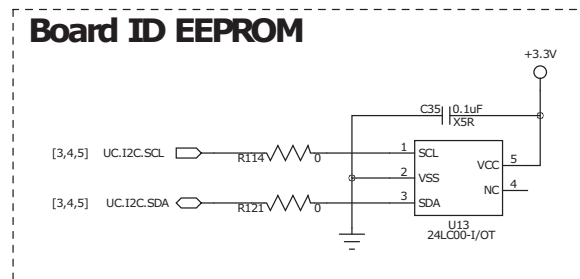 Board ID EEPROM
+3.3V
C35 0.1uF
X5R
[3,4,5] UC.I2C.SCL R114 0 1 SCL
VCC 5
2 VSS
NC 4
[3,4,5] UC.I2C.SDA R121 0 3 SDA
U13
24LC00-I/OT